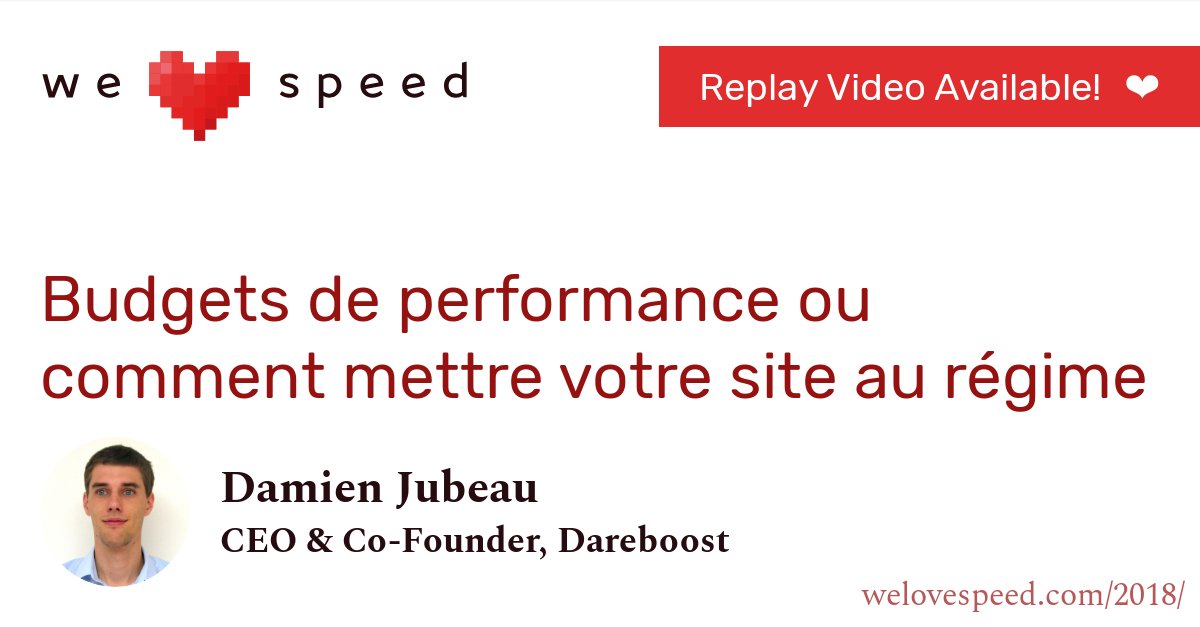 we ❤ speed
Replay Video Available! ❤
Budgets de performance ou
comment mettre votre site au régime
Damien Jubeau
CEO & Co-Founder, Dareboost
welovespeed.com/2018/